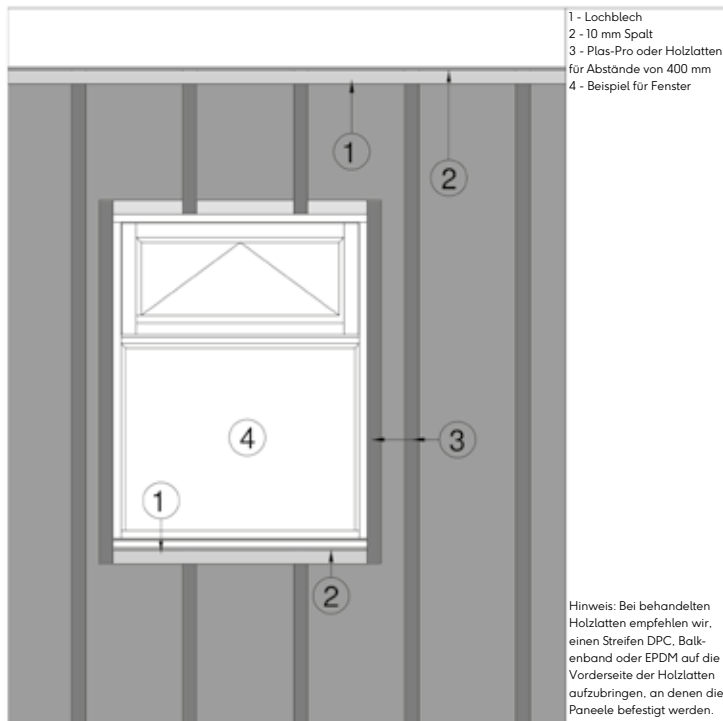 1 - Lochblech
2 - 10 mm Spalt
3 - Plas-Pro oder Holzlatten
für Abstände von 400 mm
4 - Beispiel für Fenster
1
2
3
4
1
2
Hinweis: Bei behandelten
Holzlatten empfehlen wir,
einen Streifen DPC, Balk-
enband oder EPDM auf die
Vorderseite der Holzlatten
aufzubringen, an denen die
Paneele befestigt werden.